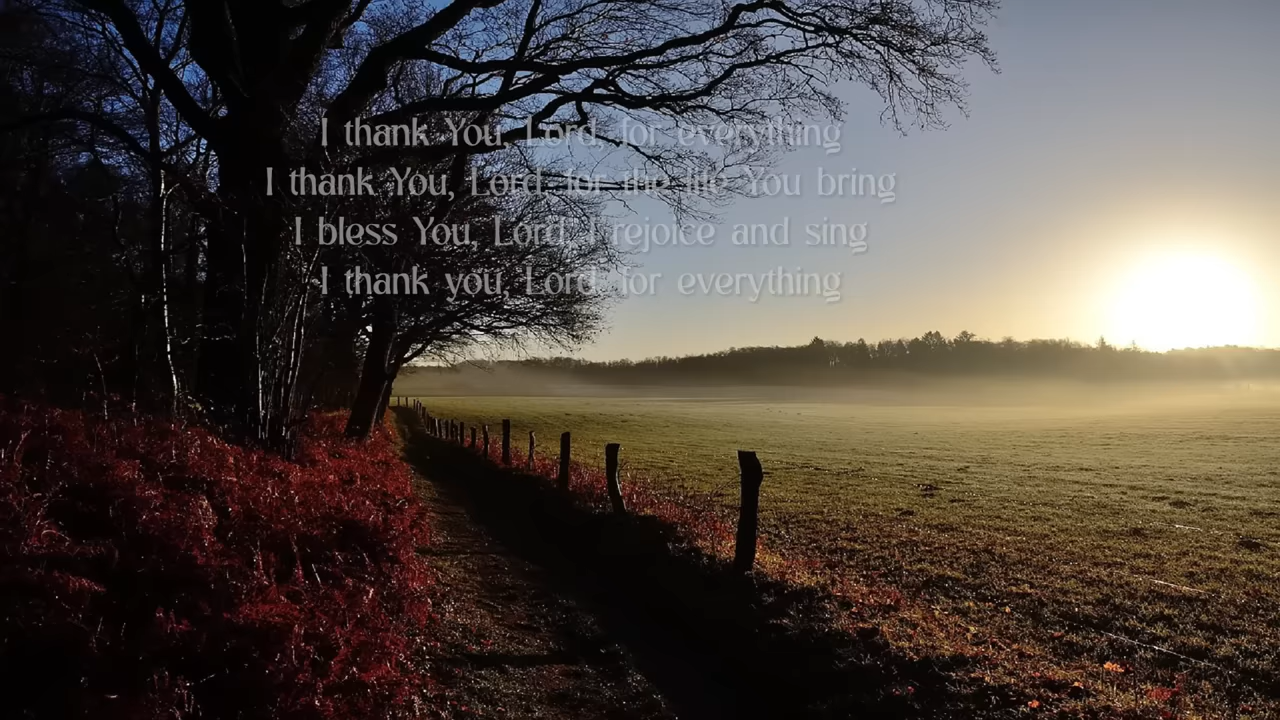 I thank You, Lord, for everything
I thank You, Lord, for the life You bring
I bless You, Lord, I rejoice and sing
I thank you, Lord, for everything